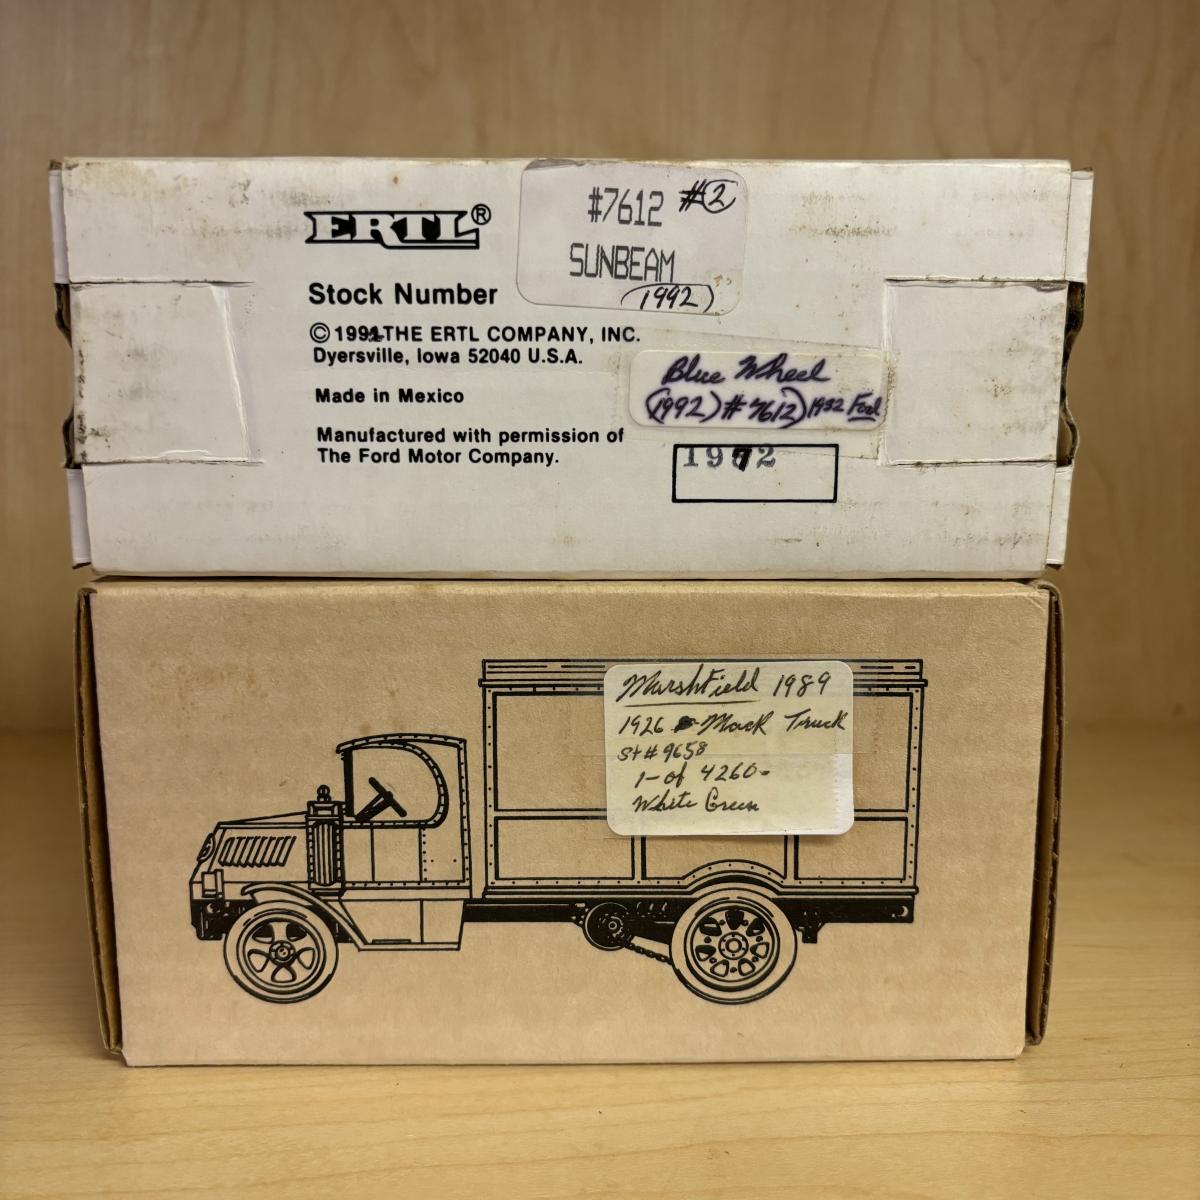 ERTL®
Stock Number
© 1991 THE ERTL COMPANY, INC.
Dyersville, Iowa 52040 U.S.A.
Made in Mexico
Manufactured with permission of
The Ford Motor Company.
#7612 #2
SUNBEAM
(1992)
Blue Wheel
(1992) # 7612) 1932 Ford
1972
Marshfield 1989
1926 Mack Truck
St# 9658
1-of 4260-
White Green